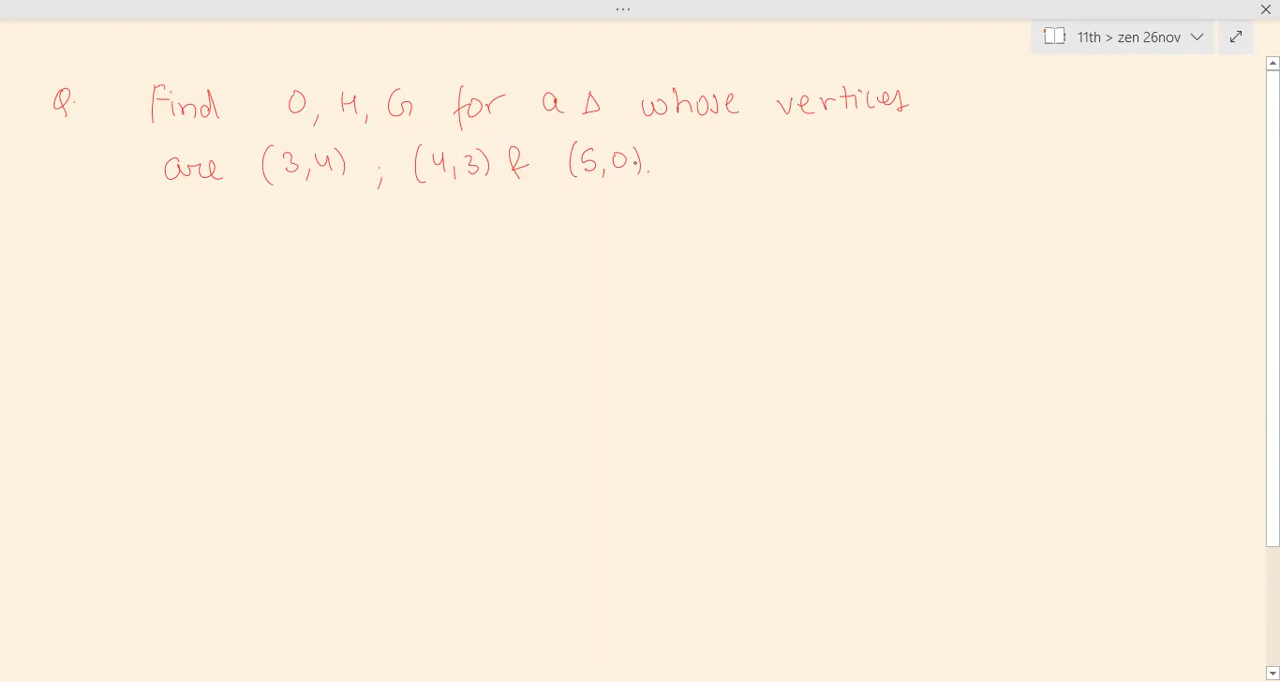 11th > zen 26nov
Q. Find O, H, G for a Δ whose vertices
are (3,4) ; (4,3) & (5,0).